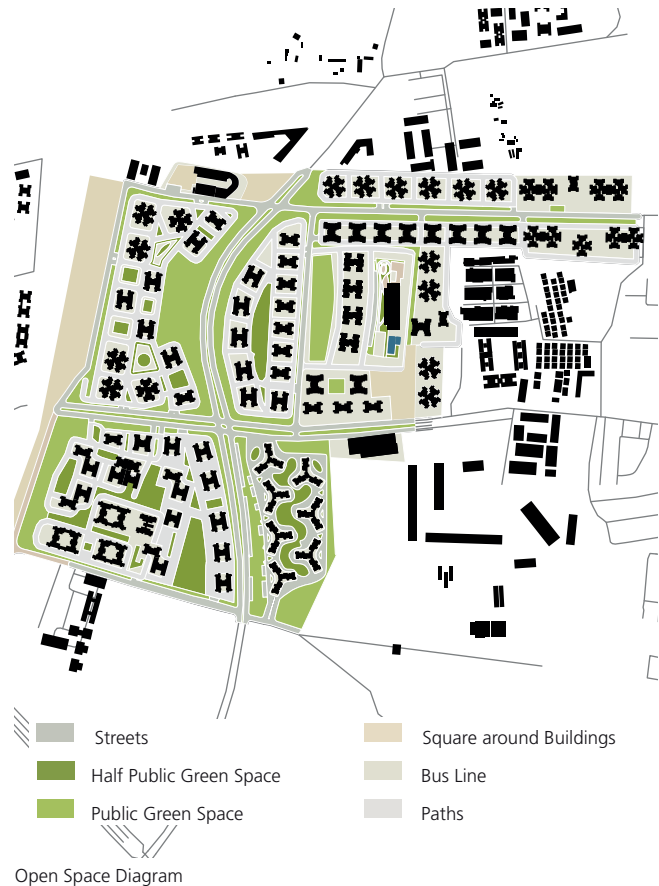 Streets
Half Public Green Space
Public Green Space
Square around Buildings
Bus Line
Paths
Open Space Diagram